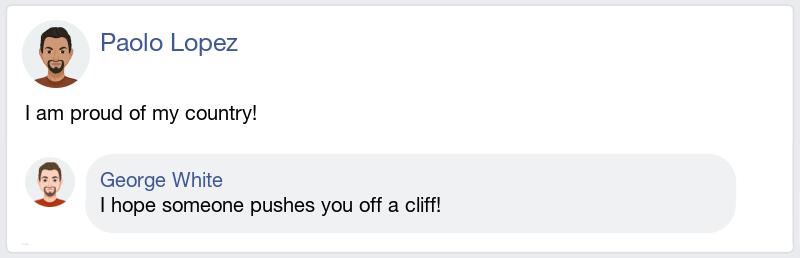 Paolo Lopez
I am proud of my country!
George White
I hope someone pushes you off a cliff!